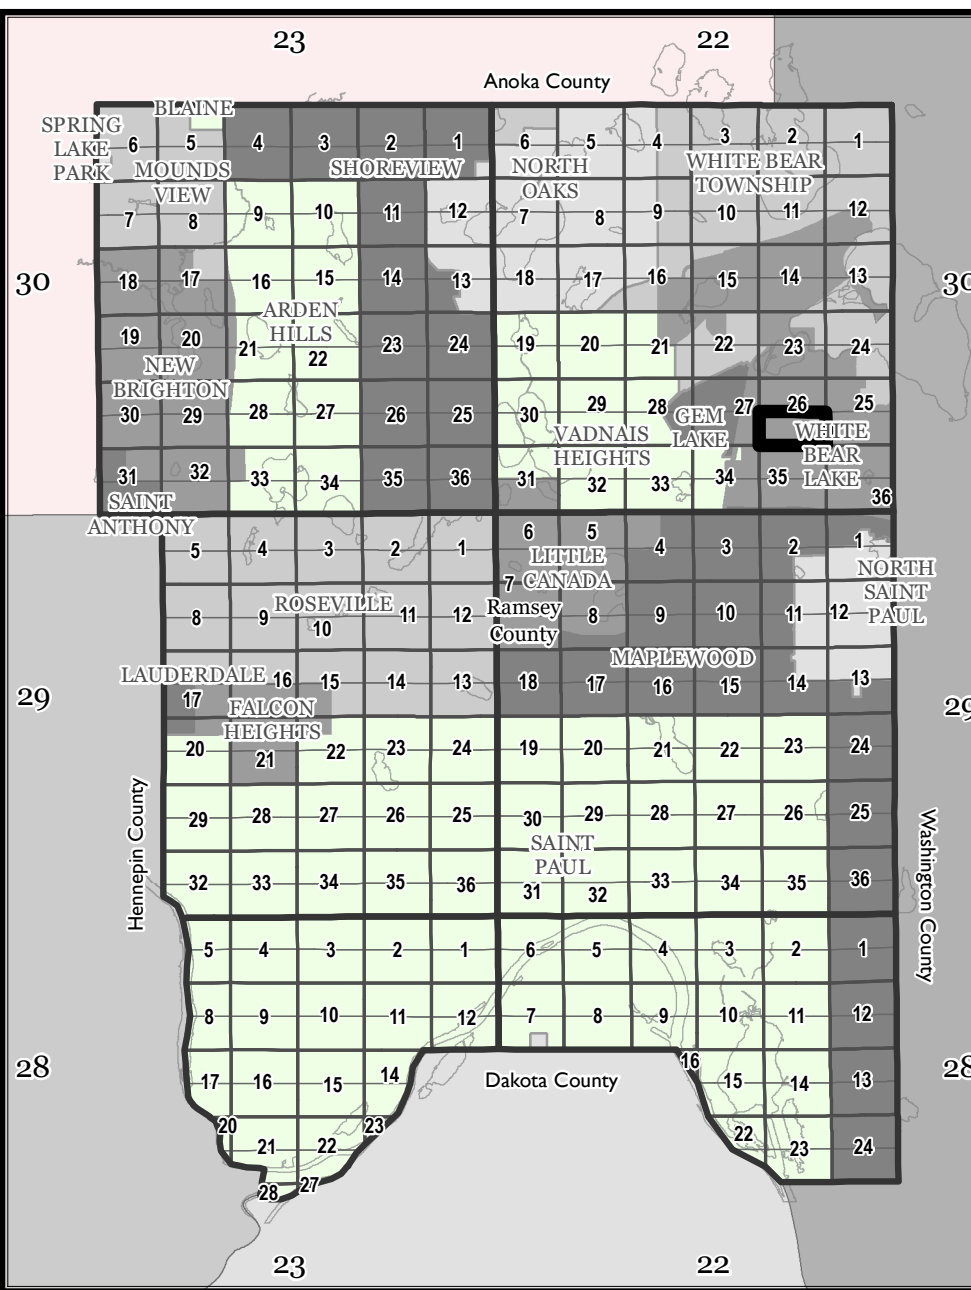 23 22
Anoka County
BLAINE
SPRING
LAKE
PARK
6 5 4 3 2 1 6 5 4 3 2 1
MOUNDS
VIEW
SHOREVIEW
NORTH
OAKS
WHITE BEAR
TOWNSHIP
7 8 9 10 11 12 7 8 9 10 11 12
30 18 17 16 15 14 13 18 17 16 15 14 13 30
ARDEN
HILLS
19 20 21 22 23 24 19 20 21 22 23 24
NEW
BRIGHTON
30 29 28 27 26 25 30 29 28 27 26 25
GEM
LAKE
VADNAIS
HEIGHTS
WHITE
BEAR
LAKE
31 32 33 34 35 36 31 32 33 34 35 36
SAINT
ANTHONY
5 4 3 2 1 6 5 4 3 2 1
LITTLE
CANADA
NORTH
SAINT
PAUL
ROSEVILLE
Ramsey
County
8 9 10 11 12 7 8 9 10 11 12
MAPLEWOOD
LAUDERDALE
29 17 16 15 14 13 18 17 16 15 14 13 29
FALCON
HEIGHTS
20 21 22 23 24 19 20 21 22 23 24
29 28 27 26 25 30 29 28 27 26 25
Hennepin County
Washington County
SAINT
PAUL
32 33 34 35 36 31 32 33 34 35 36
5 4 3 2 1 6 5 4 3 2 1
8 9 10 11 12 7 8 9 10 11 12
28 17 16 15 14 16 15 14 13 28
Dakota County
20 21 22 23 22 23 24
28 27
23 22